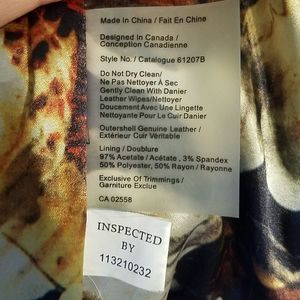 Made In China / Fait En Chine
Designed In Canada /
Conception Canadienne
Style No. / Catalogue 61207B
Do Not Dry Clean/
Ne Pas Nettoyer À Sec
Gently Clean With Danier
Leather Wipes/Nettoyer
Doucement Avec Une Lingette
Nettoyante Pour Le Cuir Danier
Outershell Genuine Leather /
Extérieur Cuir Véritable
Lining / Doublure
97% Acetate / Acétate , 3% Spandex
50% Polyester, 50% Rayon / Rayonne
Exclusive Of Trimmings /
Garniture Exclue
CA 02558
INSPECTED
BY
113210232